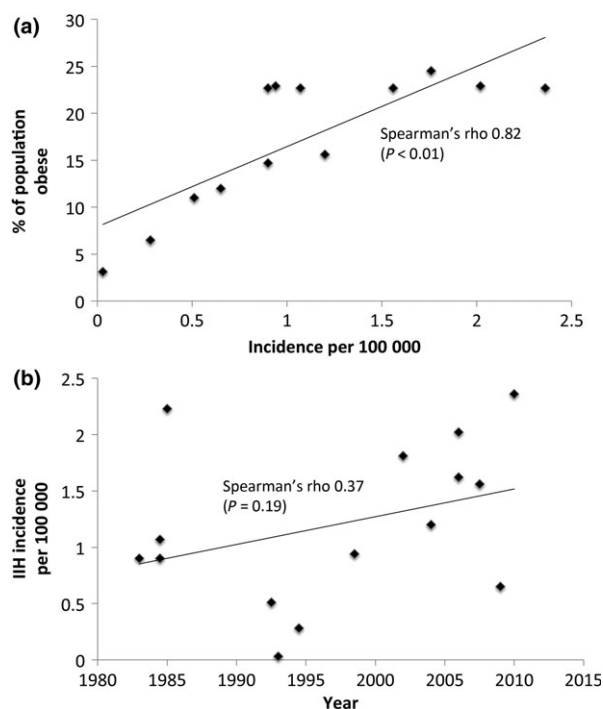 (a)
30
25
20
15
10
5
0
% of population
obese
Spearman's rho 0.82
(P < 0.01)
0 0.5 1 1.5 2 2.5
Incidence per 100 000
(b)
2.5
2
1.5
1
0.5
0
IIH incidence
per 100 000
Spearman's rho 0.37
(P = 0.19)
1980 1985 1990 1995 2000 2005 2010 2015
Year